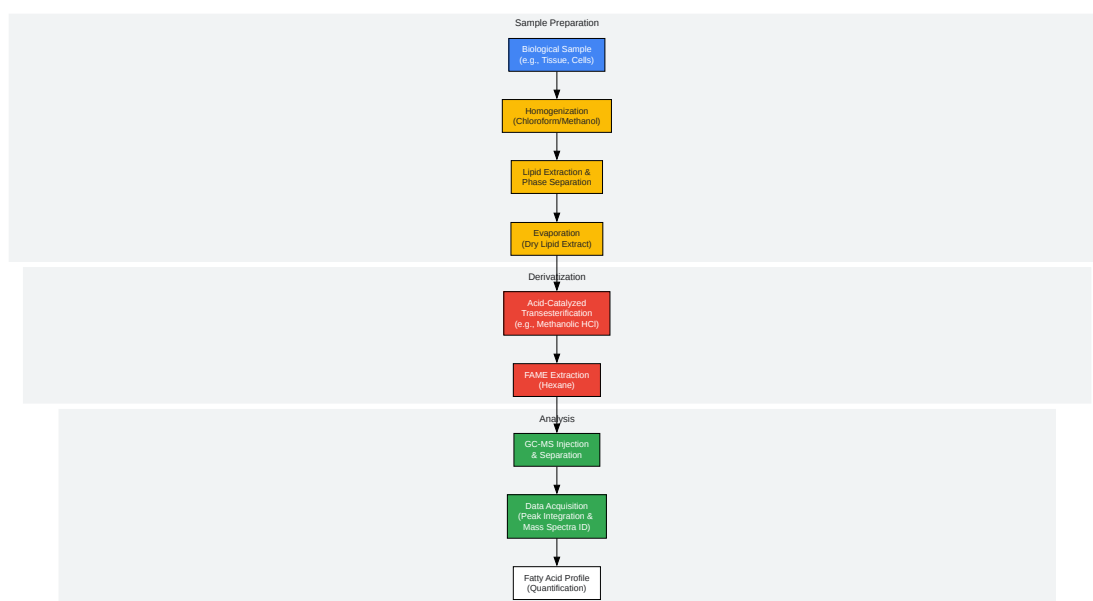 Sample Preparation
Biological Sample
(e.g., Tissue, Cells)
Homogenization
(Chloroform/Methanol)
Lipid Extraction &
Phase Separation
Evaporation
(Dry Lipid Extract)
Derivatization
Acid-Catalyzed
Transesterification
(e.g., Methanolic HCl)
FAME Extraction
(Hexane)
Analysis
GC-MS Injection
& Separation
Data Acquisition
(Peak Integration &
Mass Spectra ID)
Fatty Acid Profile
(Quantification)